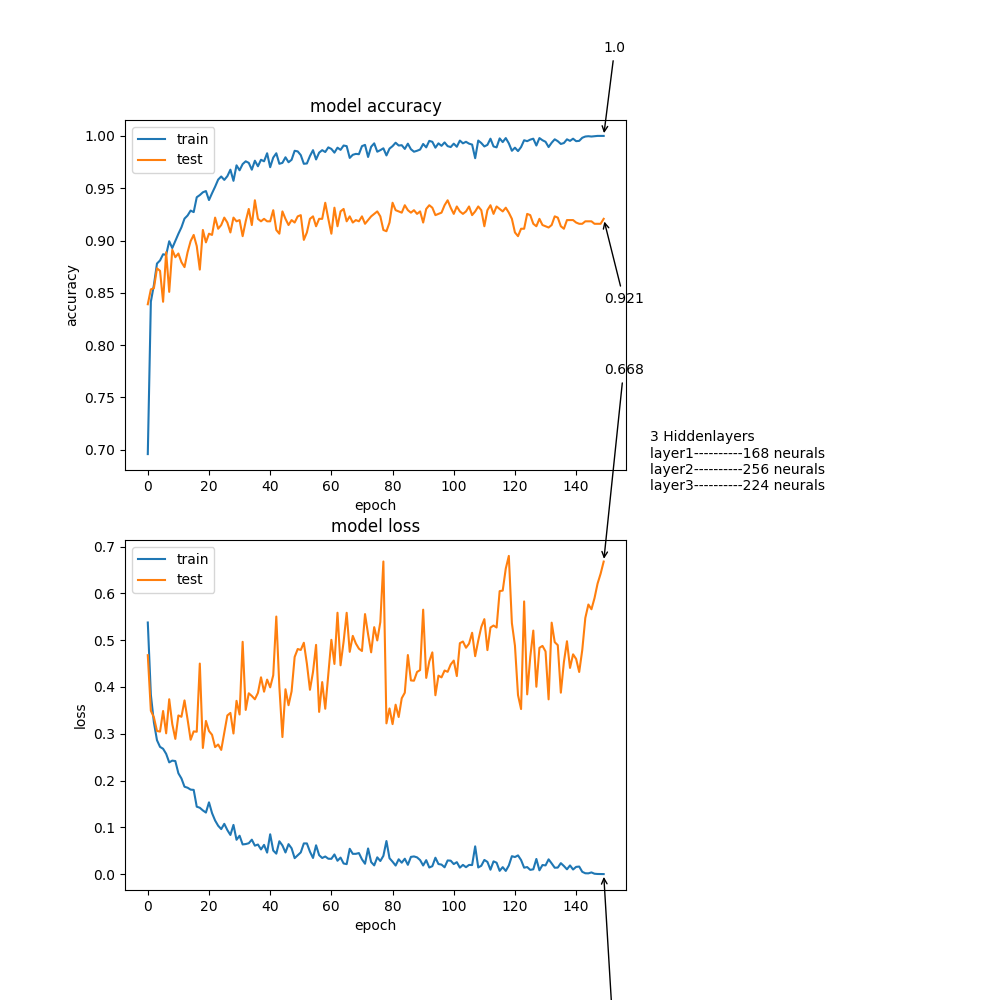 1.0
model accuracy
1.00
0.95
0.90
0.85
0.80
0.75
0.70
accuracy
train
test
0.921
0.668
0 20 40 60 80 100 120 140
epoch
3 Hiddenlayers
layer1----------168 neurals
layer2----------256 neurals
layer3----------224 neurals
model loss
0.7
0.6
0.5
0.4
0.3
0.2
0.1
0.0
loss
train
test
0 20 40 60 80 100 120 140
epoch